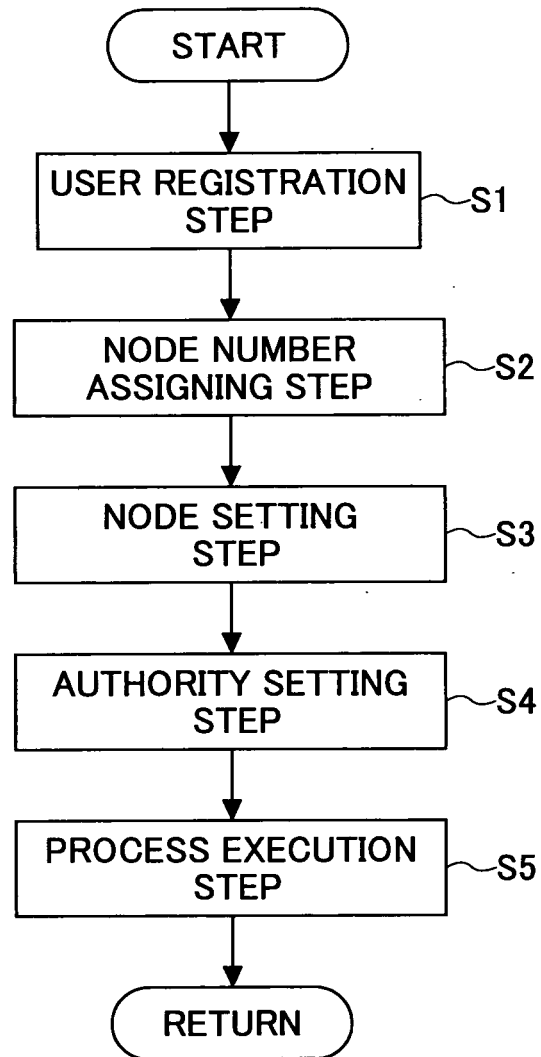 START
USER REGISTRATION
STEP
S1
NODE NUMBER
ASSIGNING STEP
S2
NODE SETTING
STEP
S3
AUTHORITY SETTING
STEP
S4
PROCESS EXECUTION
STEP
S5
RETURN